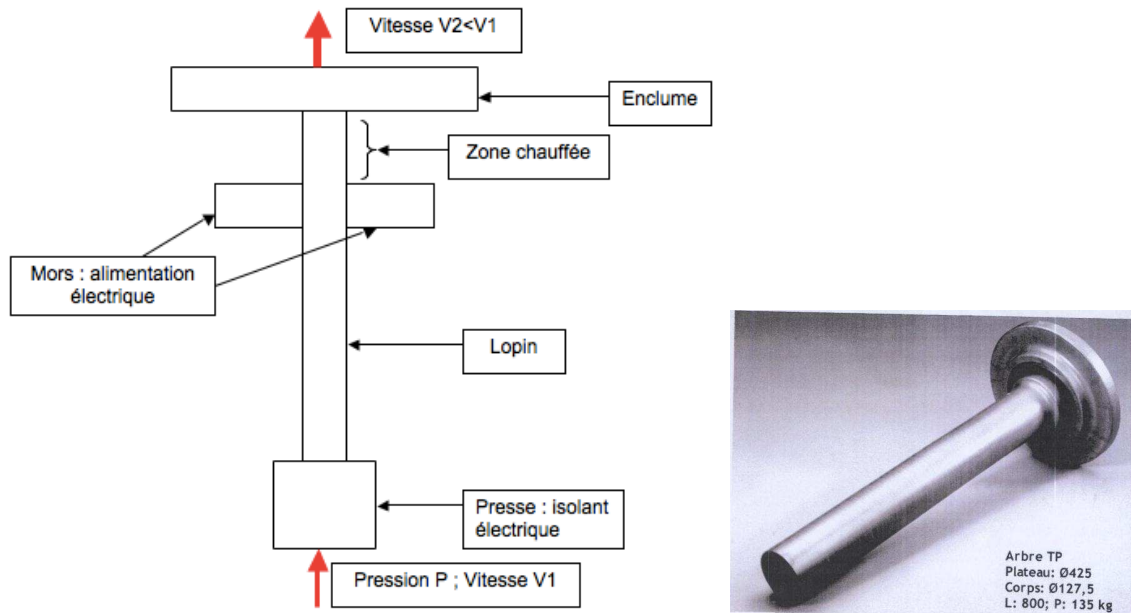 Vitesse V2<V1
Enclume
Zone chauffée
Mors : alimentation
électrique
Lopin
Presse : isolant
électrique
Pression P ; Vitesse V1
Arbre TP
Plateau: Ø425
Corps: Ø127,5
L: 800; P: 135 kg